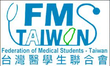 FMS
TAIWAN
Federation of Medical Students - Taiwan
台灣醫學生聯合會